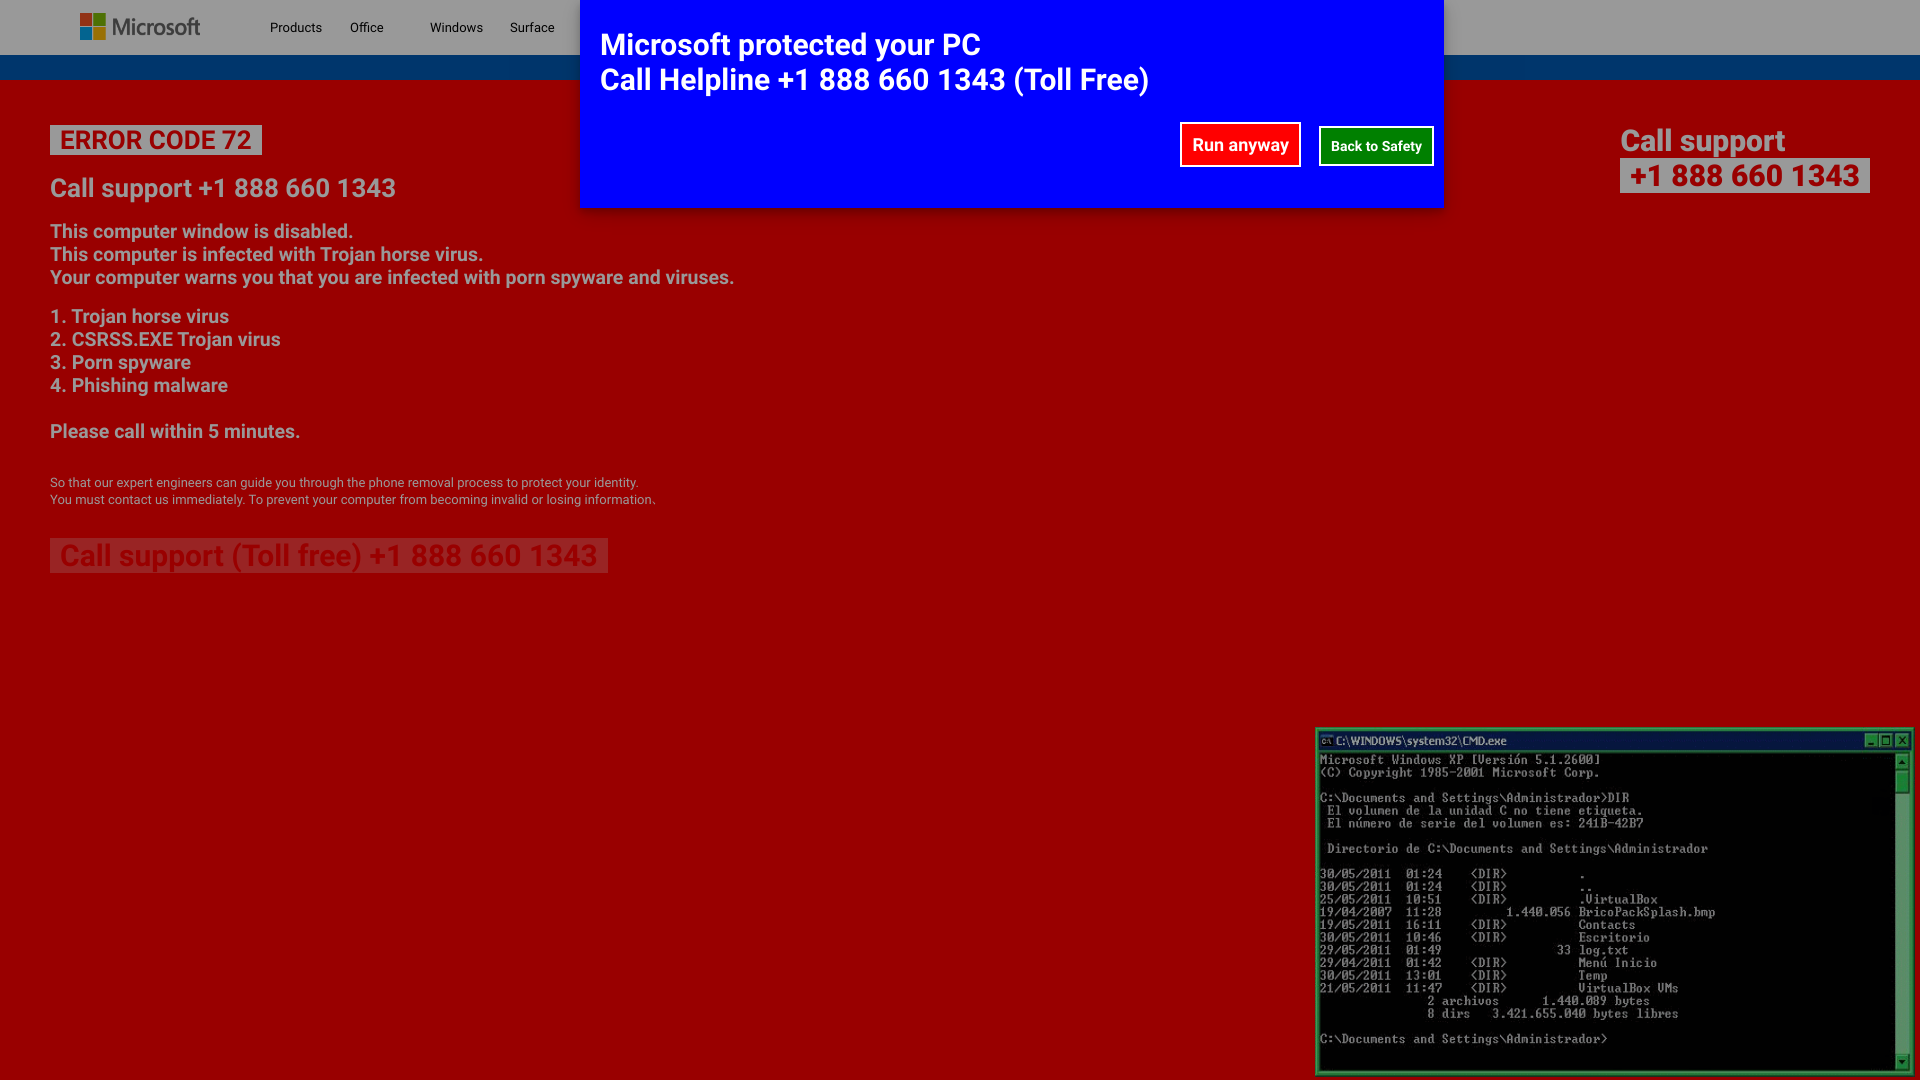 Microsoft
Products Office Windows Surface
Microsoft protected your PC
Call Helpline +1 888 660 1343 (Toll Free)
Run anyway
Back to Safety
ERROR CODE 72
Call support +1 888 660 1343
This computer window is disabled.
This computer is infected with Trojan horse virus.
Your computer warns you that you are infected with porn spyware and viruses.
1. Trojan horse virus
2. CSRSS.EXE Trojan virus
3. Porn spyware
4. Phishing malware
Please call within 5 minutes.
So that our expert engineers can guide you through the phone removal process to protect your identity.
You must contact us immediately. To prevent your computer from becoming invalid or losing information、
Call support (Toll free) +1 888 660 1343
Call support
+1 888 660 1343
C:\WINDOWS\system32\CMD.exe
Microsoft Windows XP [Versión 5.1.2600]
(C) Copyright 1985-2001 Microsoft Corp.
C:\Documents and Settings\Administrador>DIR
El volumen de la unidad C no tiene etiqueta.
El número de serie del volumen es: 241B-42B7
Directorio de C:\Documents and Settings\Administrador
30/05/2011 01:24 <DIR> .
30/05/2011 01:24 <DIR> ..
25/05/2011 10:51 <DIR> .VirtualBox
19/04/2007 11:28 1.440.056 BricoPackSplash.bmp
19/05/2011 16:11 <DIR> Contacts
30/05/2011 10:46 <DIR> Escritorio
29/05/2011 01:49 33 log.txt
29/04/2011 01:42 <DIR> Menú Inicio
30/05/2011 13:01 <DIR> Temp
21/05/2011 11:47 <DIR> VirtualBox VMs
2 archivos 1.440.089 bytes
8 dirs 3.421.655.040 bytes libres
C:\Documents and Settings\Administrador>